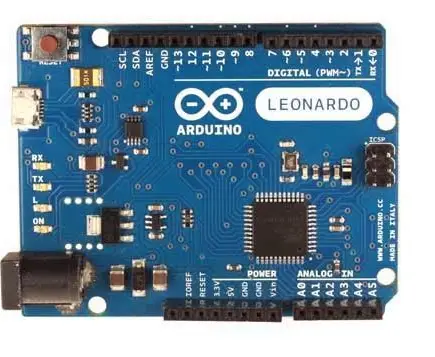 RESET
SCL
SDA
AREF
GND
~13
12
~11
~10
~9
8
7
~6
~5
4
~3
2
TX→1
RX←0
DIGITAL (PWM~)
ARDUINO
LEONARDO
ICSP
RX
TX
L
ON
WWW.ARDUINO.CC
MADE IN ITALY
POWER
ANALOG IN
IOREF
RESET
3.3V
5V
GND
GND
Vin
A0
A1
A2
A3
A4
A5